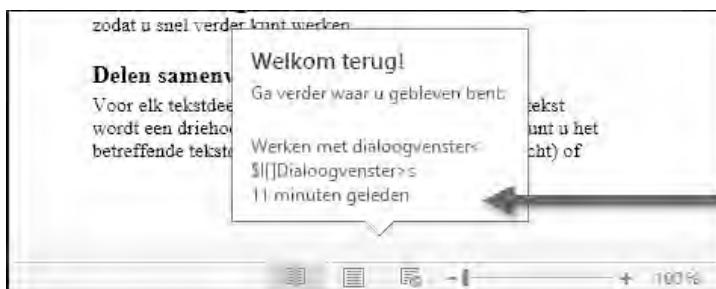 zodat u snel verder kunt werken
Welkom terug!
Delen samenv
Ga verder waar u gebleven bent:
Voor elk tekstdee
tekst
wordt een driehoe
unt u het
Werken met dialoogvenster<
betreffende tekst
cht) of
$I[]Dialoogvenster>s
11 minuten geleden
- + 100%